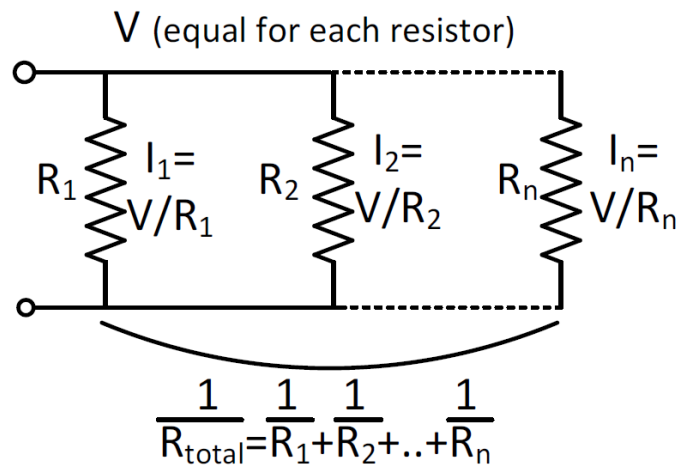 V (equal for each resistor)
R₁ I₁= V/R₁
R₂ I₂= V/R₂
Rₙ Iₙ= V/Rₙ
1/Rtotal=1/R₁+1/R₂+..+1/Rₙ